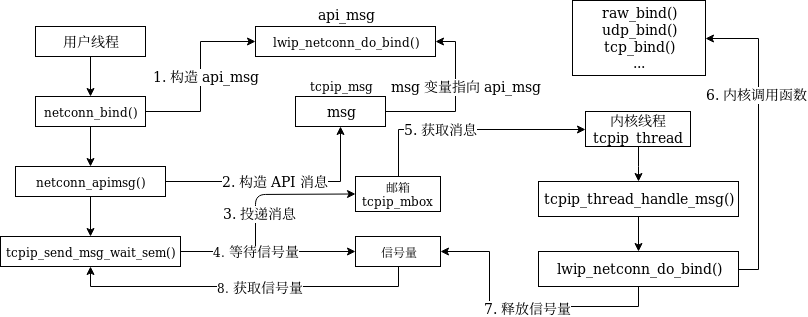 api_msg
用户线程
lwip_netconn_do_bind()
raw_bind()
udp_bind()
tcp_bind()
...
1. 构造 api_msg
tcpip_msg
msg 变量指向 api_msg
6. 内核调用函数
netconn_bind()
msg
5. 获取消息
内核线程
tcpip_thread
netconn_apimsg()
2. 构造 API 消息
邮箱
tcpip_mbox
tcpip_thread_handle_msg()
3. 投递消息
tcpip_send_msg_wait_sem()
4. 等待信号量
信号量
lwip_netconn_do_bind()
8. 获取信号量
7. 释放信号量